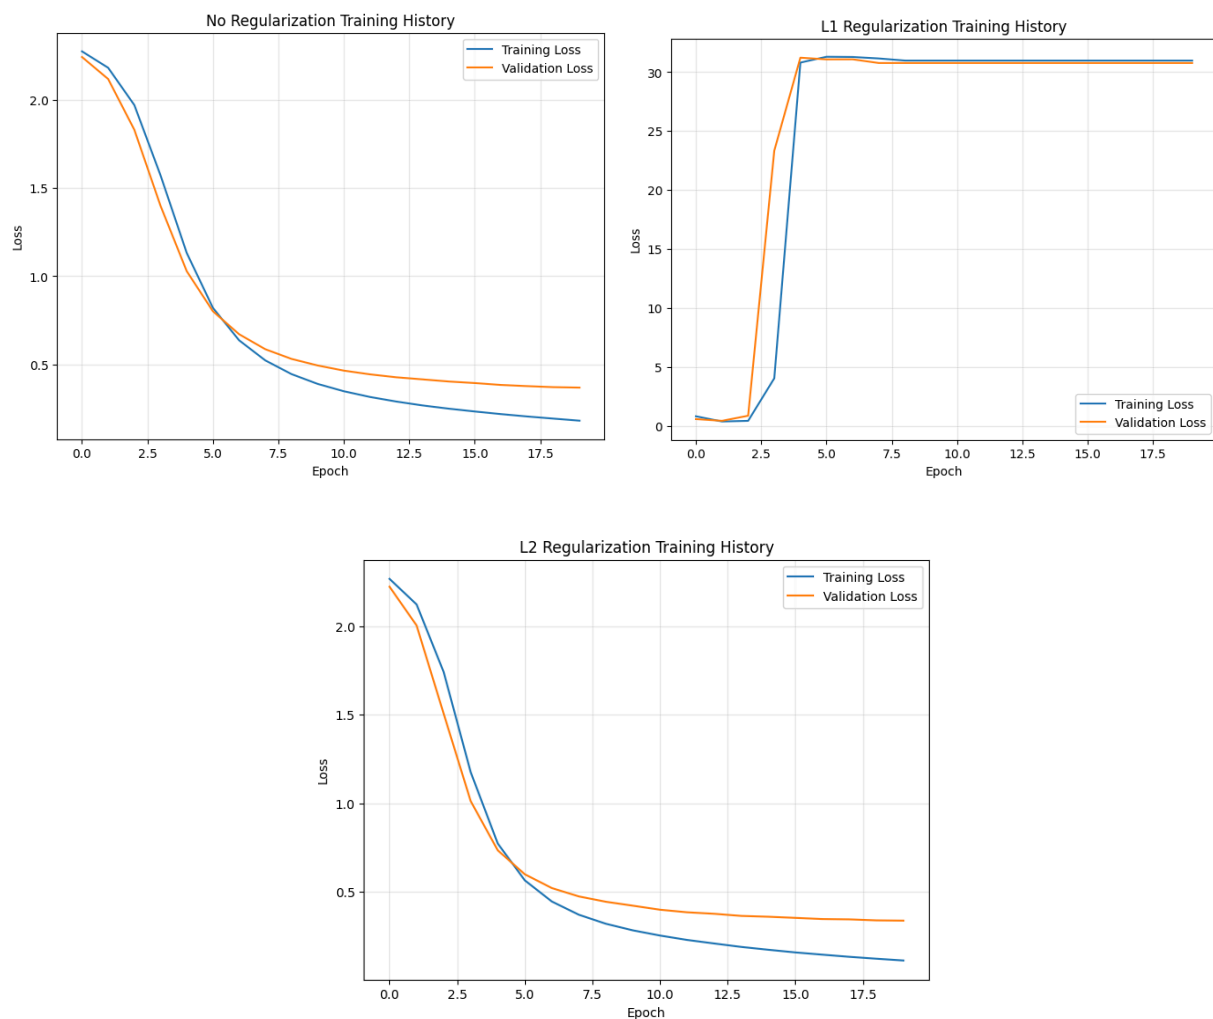 No Regularization Training History
Training Loss
Validation Loss
2.0
1.5
1.0
0.5
Loss
0.0 2.5 5.0 7.5 10.0 12.5 15.0 17.5
Epoch
L1 Regularization Training History
30
25
20
15
10
5
0
Loss
Training Loss
Validation Loss
0.0 2.5 5.0 7.5 10.0 12.5 15.0 17.5
Epoch
L2 Regularization Training History
Training Loss
Validation Loss
2.0
1.5
1.0
0.5
Loss
0.0 2.5 5.0 7.5 10.0 12.5 15.0 17.5
Epoch